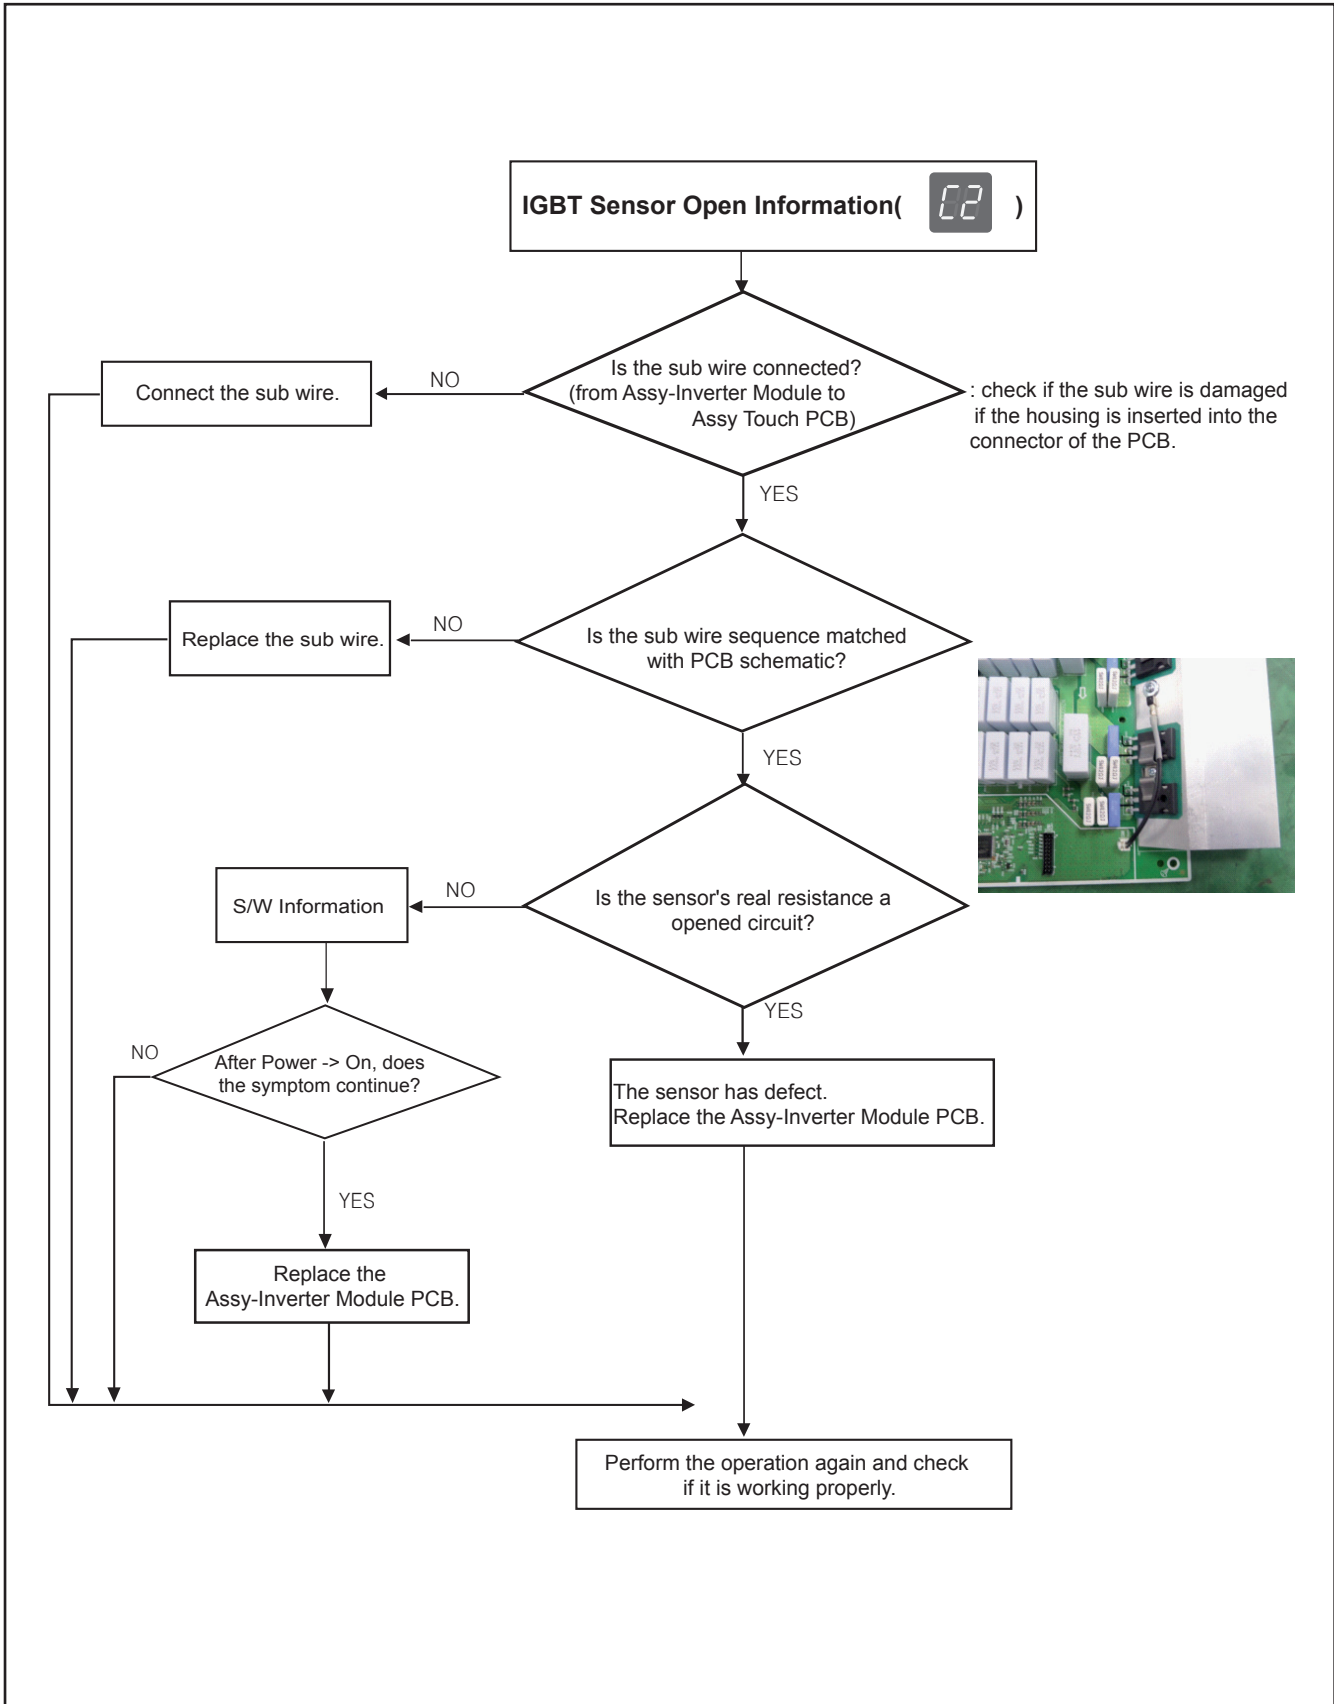 IGBT Sensor Open Information( C2 )
Is the sub wire connected?
(from Assy-Inverter Module to
Assy Touch PCB)
NO
Connect the sub wire.
: check if the sub wire is damaged
if the housing is inserted into the
connector of the PCB.
YES
Is the sub wire sequence matched
with PCB schematic?
NO
Replace the sub wire.
YES
Is the sensor's real resistance a
opened circuit?
NO
S/W Information
YES
After Power -> On, does
the symptom continue?
NO
The sensor has defect.
Replace the Assy-Inverter Module PCB.
YES
Replace the
Assy-Inverter Module PCB.
Perform the operation again and check
if it is working properly.